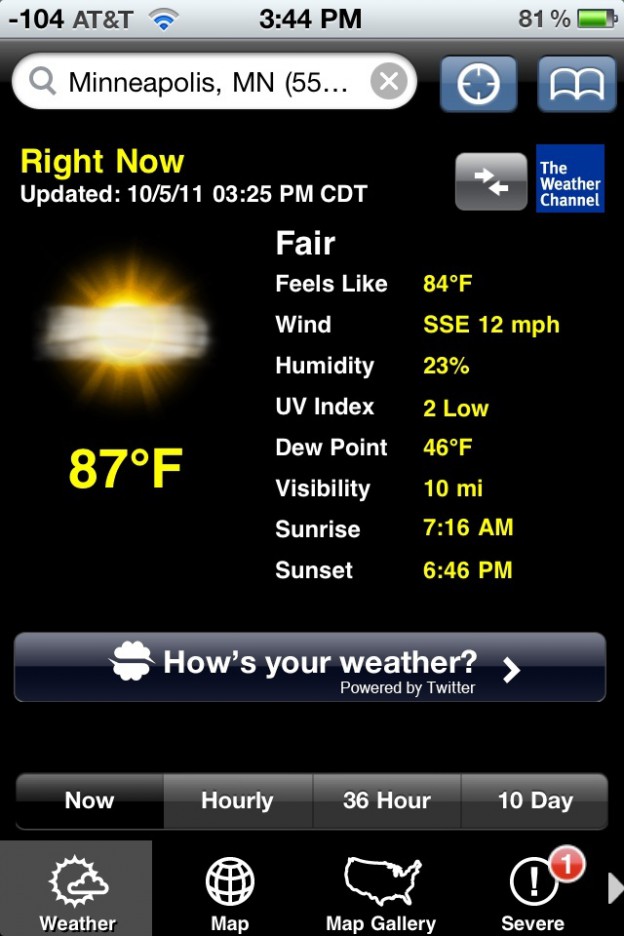 -104 AT&T 3:44 PM 81 %
Minneapolis, MN (55...
Right Now
Updated: 10/5/11 03:25 PM CDT
The
Weather
Channel
Fair
Feels Like 84°F
Wind SSE 12 mph
Humidity 23%
UV Index 2 Low
Dew Point 46°F
Visibility 10 mi
Sunrise 7:16 AM
Sunset 6:46 PM
87°F
How's your weather?
Powered by Twitter
Now Hourly 36 Hour 10 Day
! 1
Weather Map Map Gallery Severe